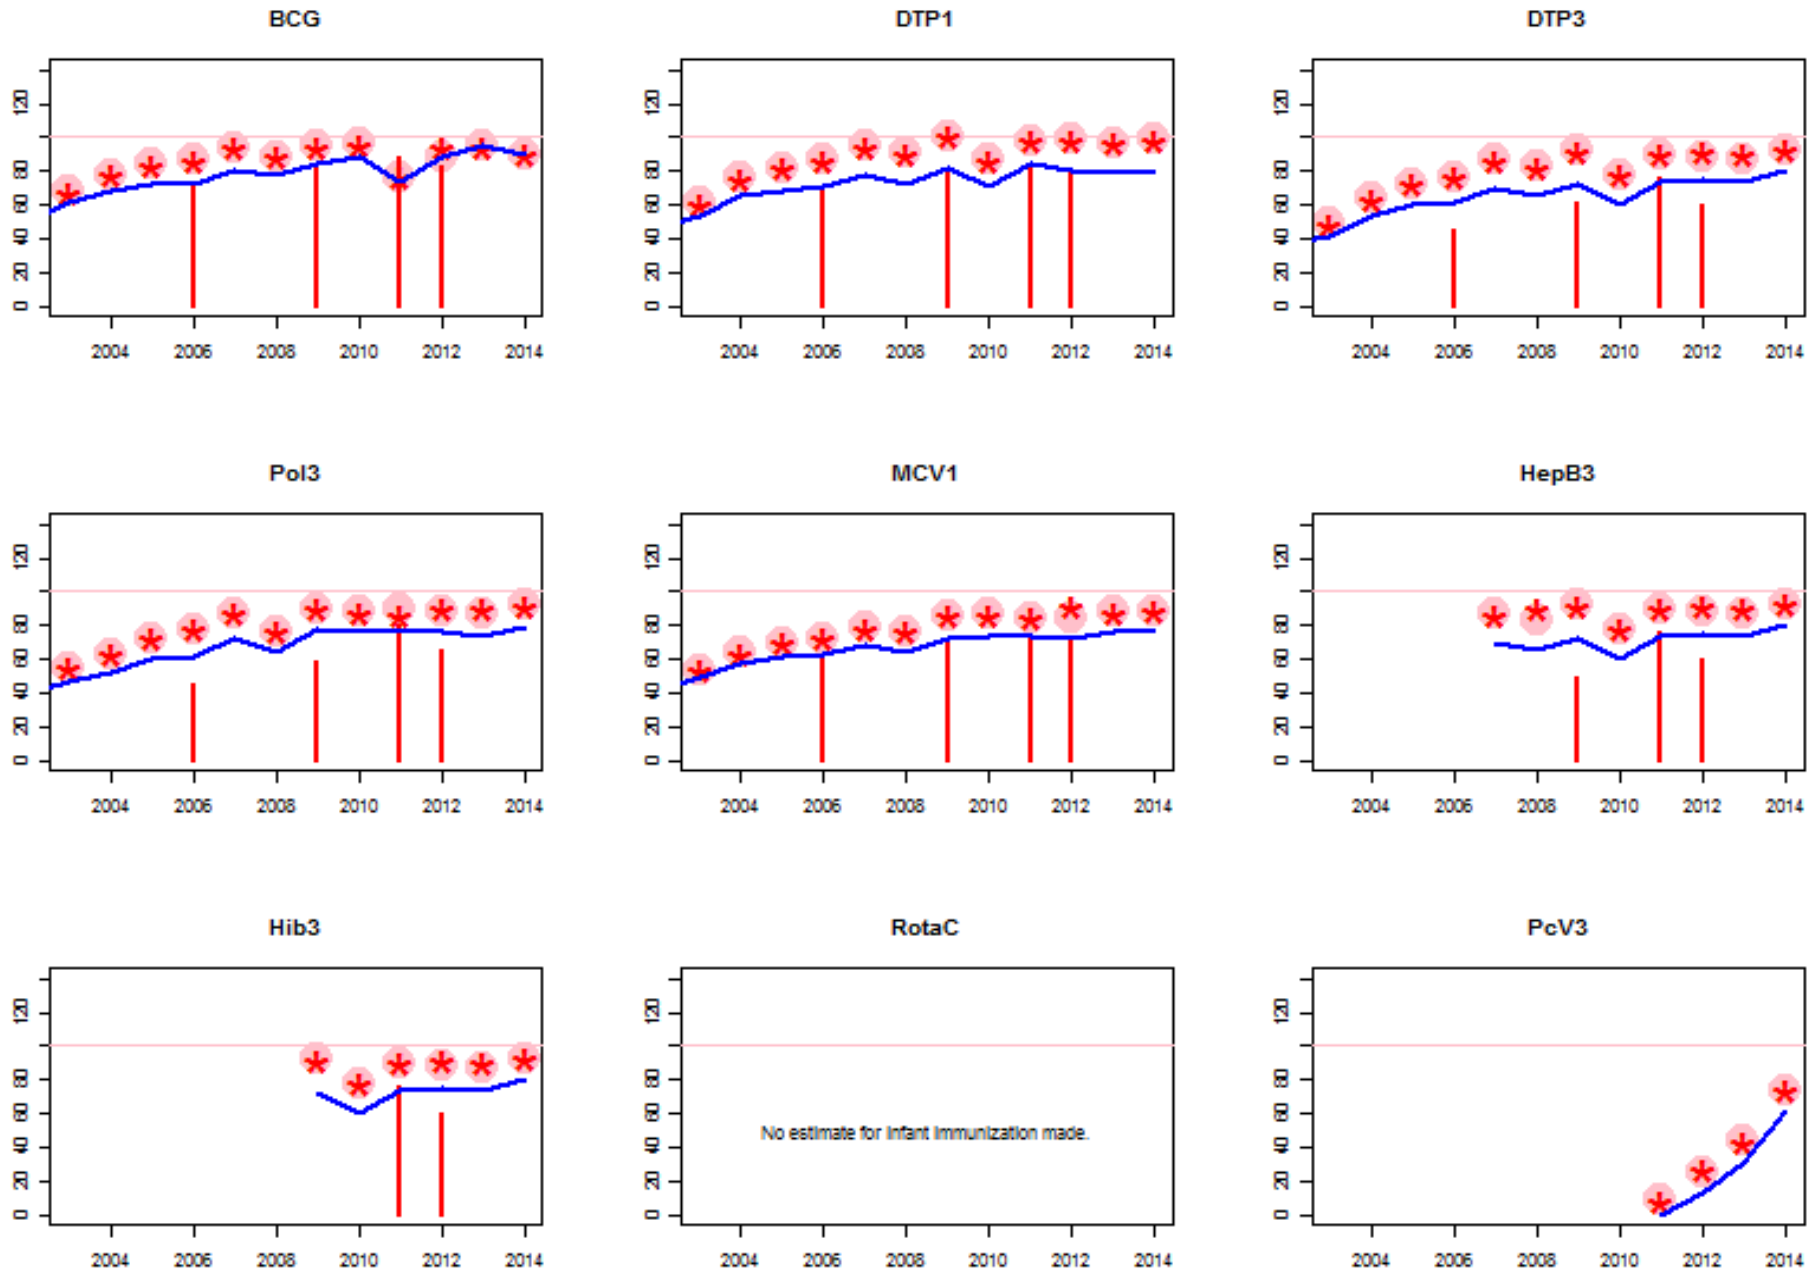 BCG
DTP1
DTP3
0 20 40 60 80 120
0 20 40 60 80 120
0 20 40 60 80 120
2004 2006 2008 2010 2012 2014
2004 2006 2008 2010 2012 2014
2004 2006 2008 2010 2012 2014
Pol3
MCV1
HepB3
0 20 40 60 80 120
0 20 40 60 80 120
0 20 40 60 80 120
2004 2006 2008 2010 2012 2014
2004 2006 2008 2010 2012 2014
2004 2006 2008 2010 2012 2014
Hib3
RotaC
PcV3
0 20 40 60 80 120
0 20 40 60 80 120
No estimate for infant immunization made.
0 20 40 60 80 120
2004 2006 2008 2010 2012 2014
2004 2006 2008 2010 2012 2014
2004 2006 2008 2010 2012 2014